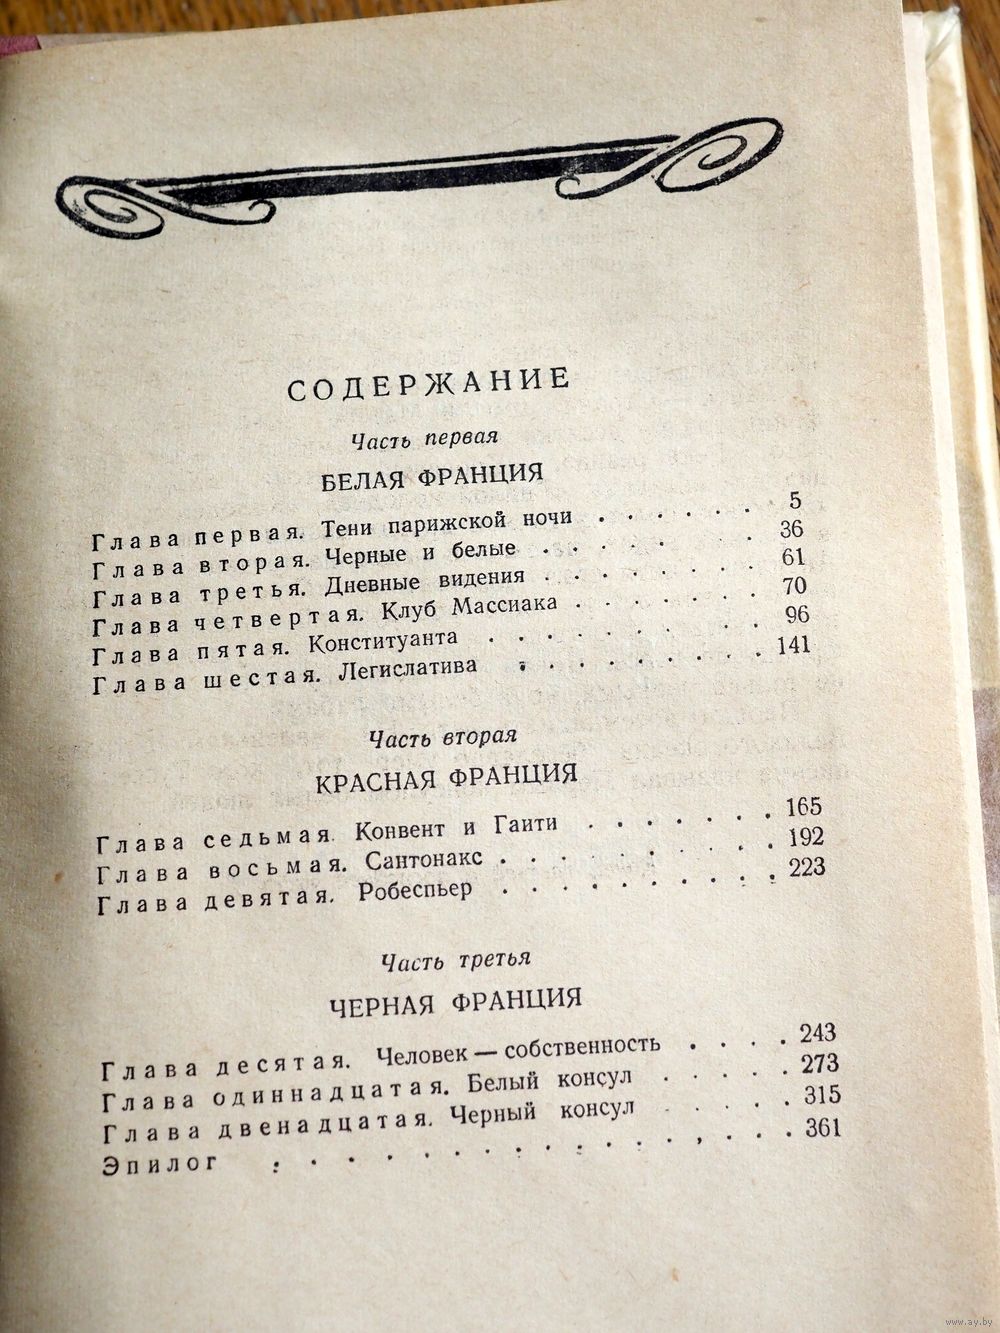 СОДЕРЖАНИЕ
Часть первая
БЕЛАЯ ФРАНЦИЯ
Глава первая. Тени парижской ночи . . . . . . 5
Глава вторая. Черные и белые . . . . . . 36
Глава третья. Дневные видения . . . . . . . 61
Глава четвертая. Клуб Массиака . . . . . . 70
Глава пятая. Конституанта . . . . . . . . 96
Глава шестая. Легислатива . . . . . . . . 141
Часть вторая
КРАСНАЯ ФРАНЦИЯ
Глава седьмая. Конвент и Гаити . . . . . . . 165
Глава восьмая. Сантонакс . . . . . . . . . 192
Глава девятая. Робеспьер . . . . . . . . . 223
Часть третья
ЧЕРНАЯ ФРАНЦИЯ
Глава десятая. Человек — собственность . . . . 243
Глава одиннадцатая. Белый консул . . . . . 273
Глава двенадцатая. Черный консул . . . . . 315
Эпилог . . . . . . . . . . . . . . . 361
www.ay.by